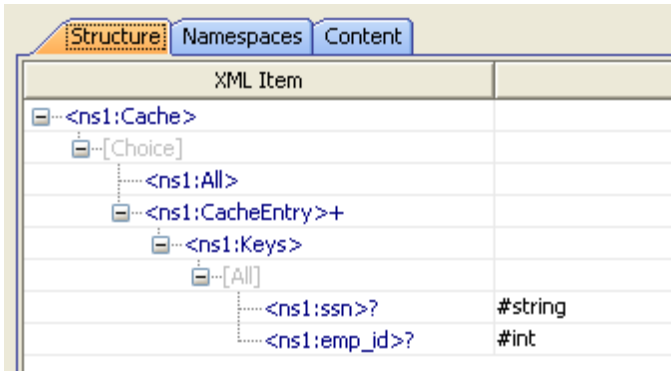 Structure Namespaces Content
XML Item
<ns1:Cache>
[Choice]
<ns1:All>
<ns1:CacheEntry>+
<ns1:Keys>
[All]
<ns1:ssn>? #string
<ns1:emp_id>? #int